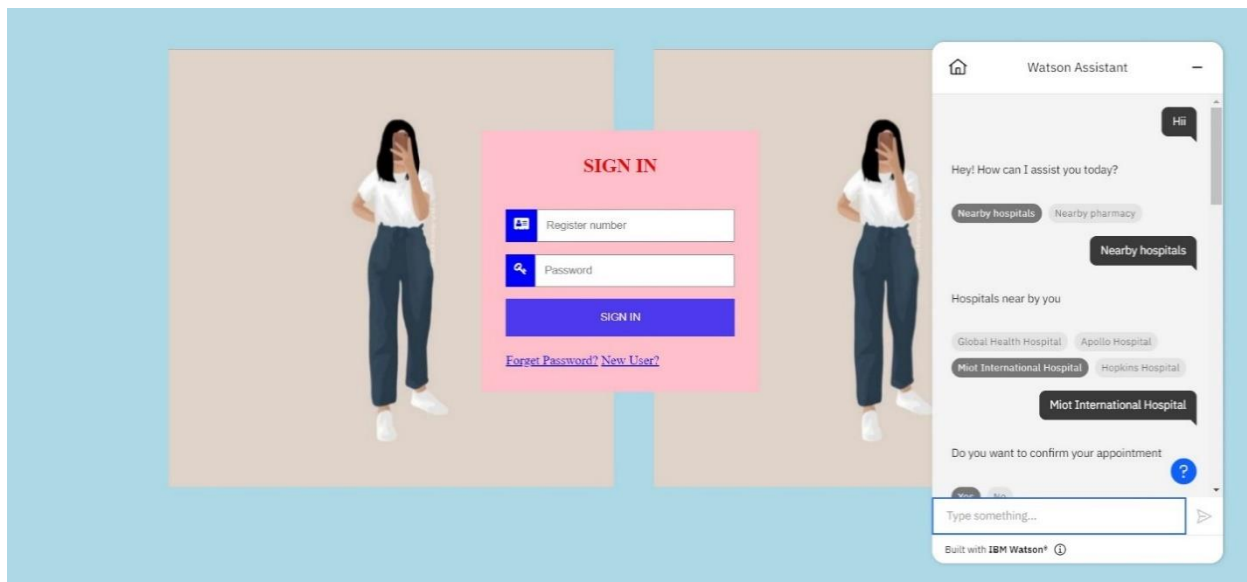 SIGN IN
Register number
Password
SIGN IN
Forget Password? New User?
Watson Assistant
Hii
Hey! How can I assist you today?
Nearby hospitals Nearby pharmacy
Nearby hospitals
Hospitals near by you
Global Health Hospital Apollo Hospital
Miot International Hospital Hopkins Hospital
Miot International Hospital
Do you want to confirm your appointment
?
Yes No
Type something...
Built with IBM Watson®